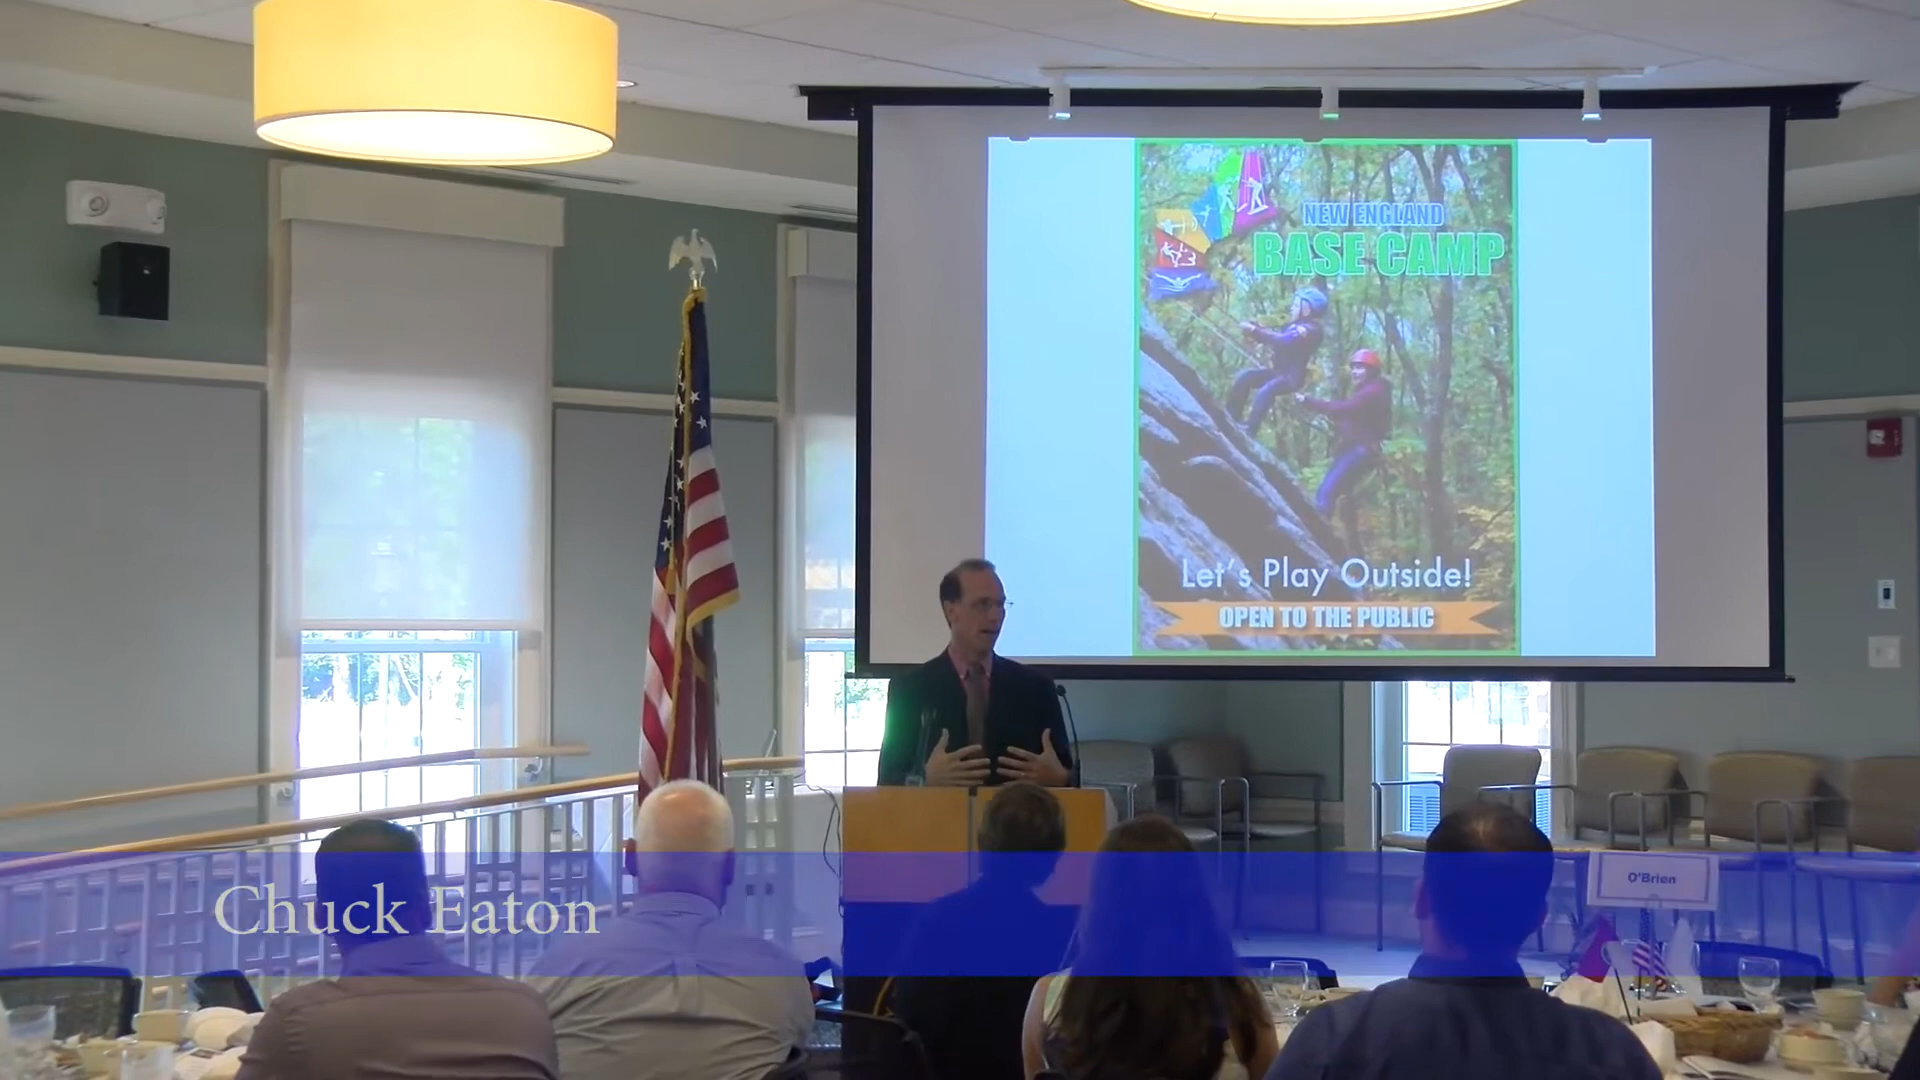 NEW ENGLAND
BASE CAMP
Let's Play Outside!
OPEN TO THE PUBLIC
Chuck Eaton
O'Brien